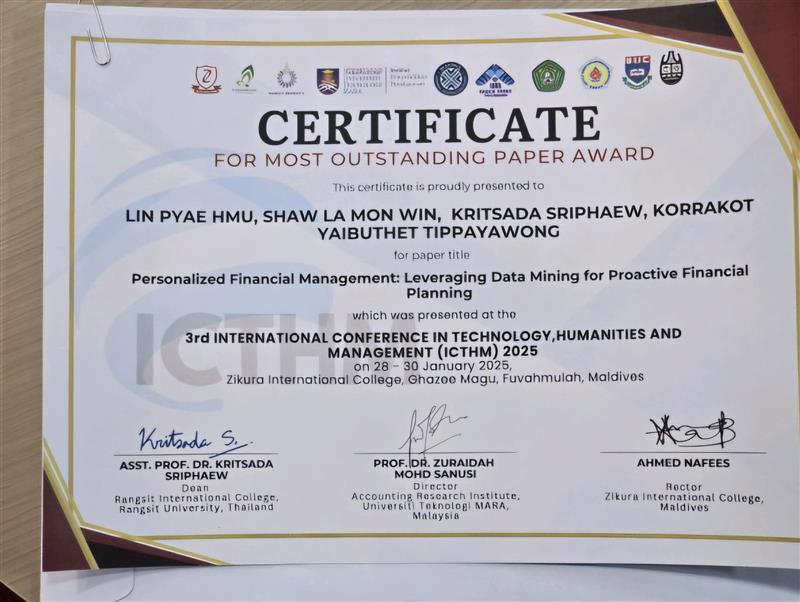 CERTIFICATE
FOR MOST OUTSTANDING PAPER AWARD
This certificate is proudly presented to
LIN PYAE HMU, SHAW LA MON WIN, KRITSADA SRIPHAEW, KORRAKOT
YAIBUTHET TIPPAYAWONG
for paper title
Personalized Financial Management: Leveraging Data Mining for Proactive Financial
Planning
which was presented at the
ICTHM
3rd INTERNATIONAL CONFERENCE IN TECHNOLOGY,HUMANITIES AND
MANAGEMENT (ICTHM) 2025
on 28 - 30 January 2025,
Zikura International College, Ghazee Magu, Fuvahmulah, Maldives
Kritsada S.
ASST. PROF. DR. KRITSADA
SRIPHAEW
Dean
Rangsit International College,
Rangsit University, Thailand
PROF. DR. ZURAIDAH
MOHD SANUSI
Director
Accounting Research Institute,
Universiti Teknologi MARA,
Malaysia
AHMED NAFEES
Rector
Zikura International College,
Maldives